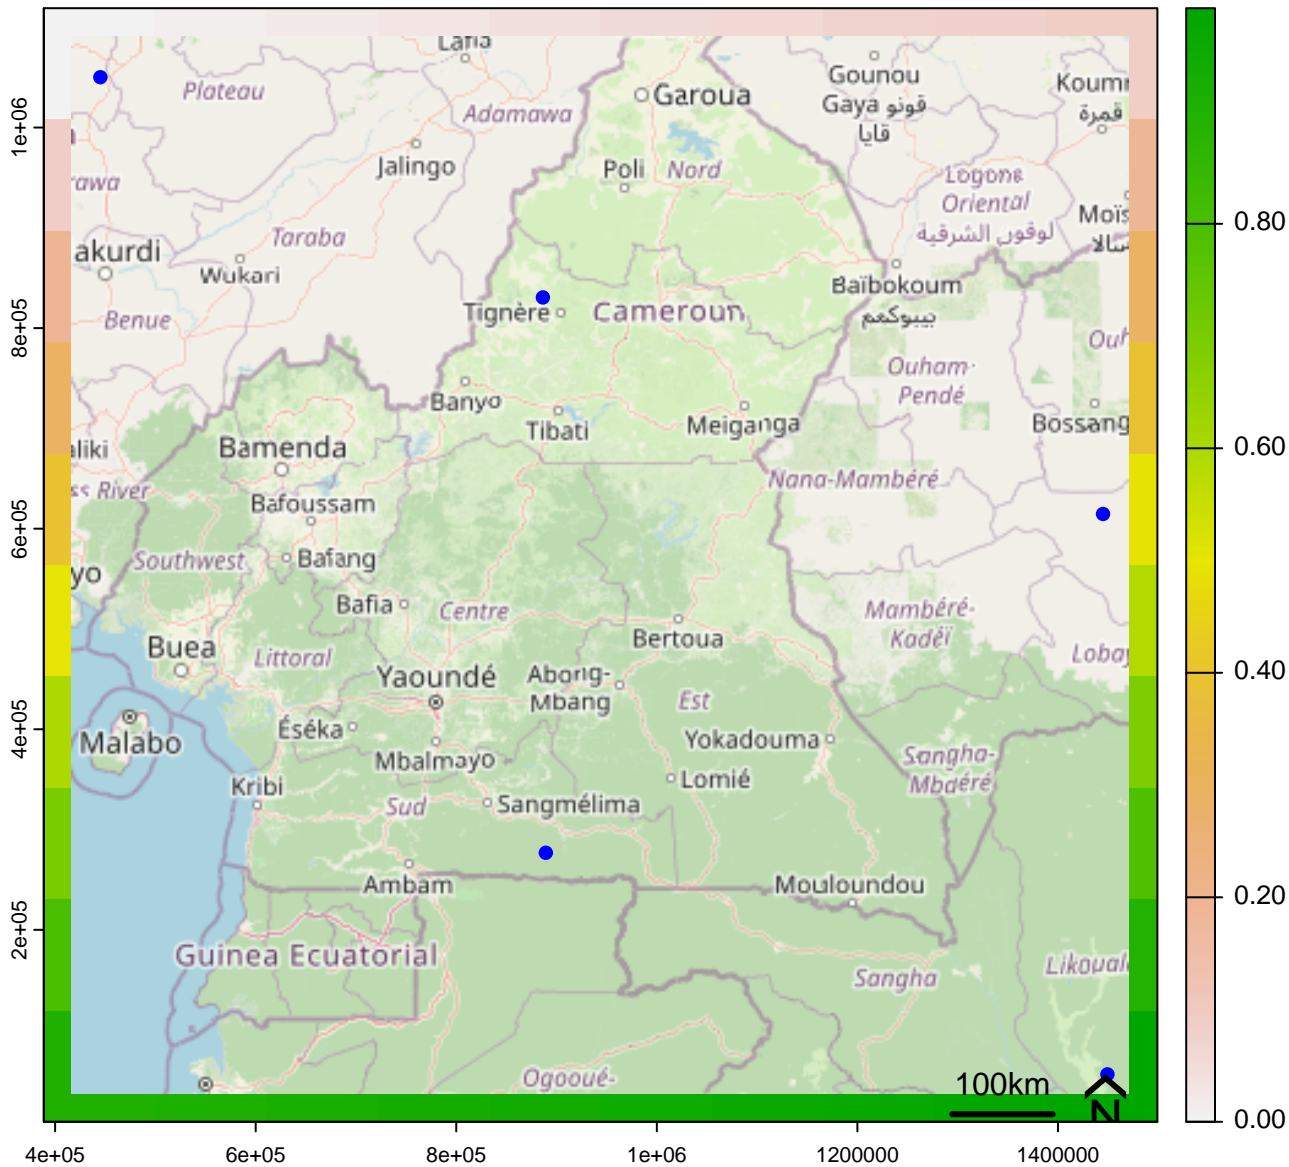 Lafia
Plateau
Gounou
Gaya قونو
قايا
Koumr
قمرة
Garoua
Adamawa
Jalingo
Poli
Nord
rawa
Logone
Oriental
لوقون الشرقية
Moïs
akurdi
Taraba
Wukari
Baïbokoum
بيبوكوم
Tignère
Cameroun
Benue
Ouh
Ouham-
Pendé
Banyo
Tibati
Meiganga
Bossang
aliki
Bamenda
ss River
Nana-Mambéré
Bafoussam
Southwest
Bafang
yo
Bafia
Centre
Mambéré-
Kadéï
Bertoua
Buea
Littoral
Lobay
Yaoundé
Abong-
Mbang
Est
Éséka
Yokadouma
Malabo
Mbalmayo
Sangha-
Mbaéré
Kribi
Lomié
Sud
Sangmélima
Ambam
Mouloundou
Guinea Ecuatorial
Sangha
Likouala
Ogooué-
100km
N
1e+06
8e+05
6e+05
4e+05
2e+05
4e+05
6e+05
8e+05
1e+06
1200000
1400000
0.80
0.60
0.40
0.20
0.00